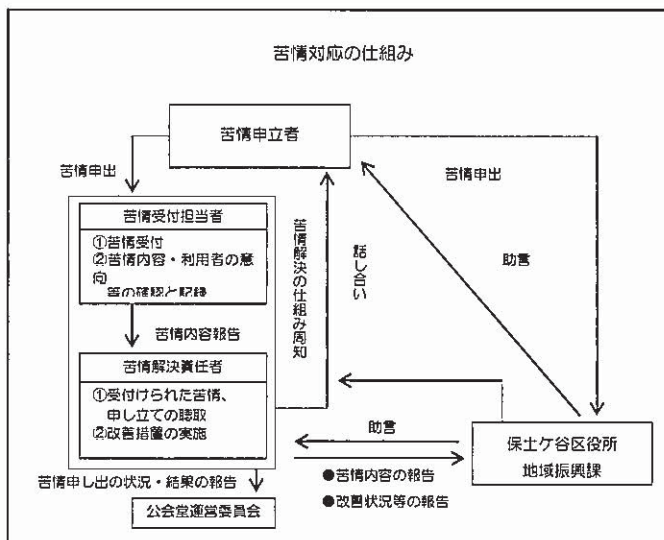 苦情対応の仕組み
苦情申立者
苦情申出
苦情申出
苦情受付担当者
①苦情受付
②苦情内容・利用者の意
向
等の確認と記録
苦情解決の仕組み周知
話し合い
助言
苦情内容報告
苦情解決責任者
①受付けられた苦情、
申し立ての聴取
②改善措置の実施
助言
保土ケ谷区役所
地域振興課
苦情申し出の状況・結果の報告
●苦情内容の報告
●改善状況等の報告
公会堂運営委員会